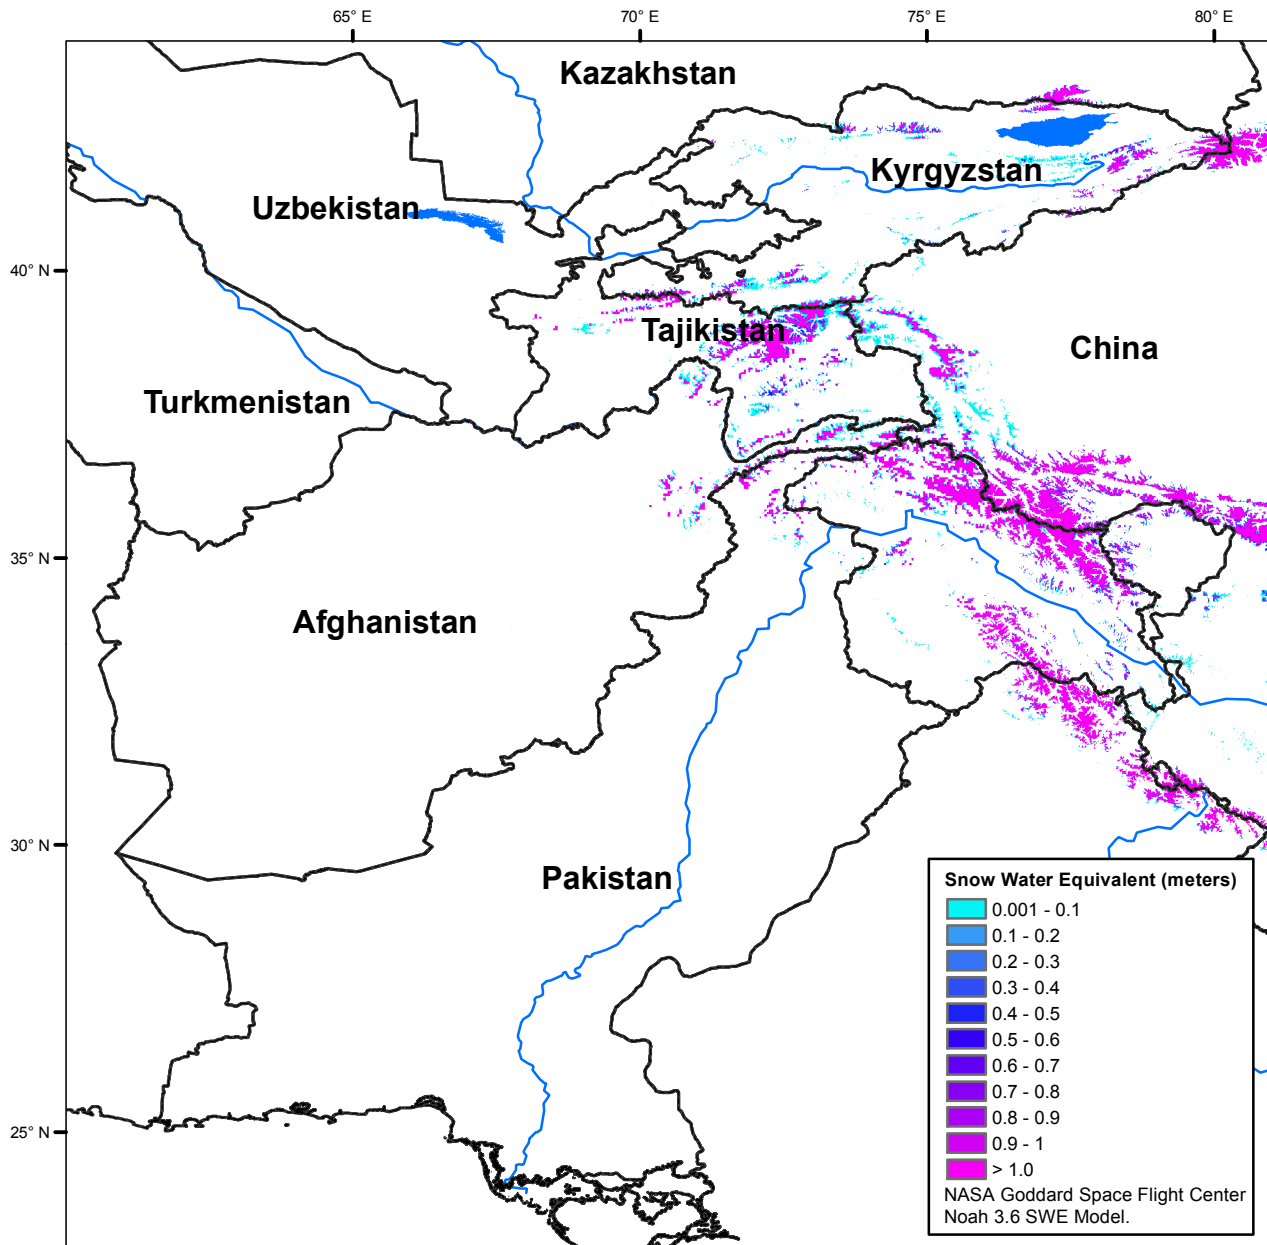 65° E
70° E
75° E
80° E
Kazakhstan
Kyrgyzstan
Uzbekistan
40° N
Tajikistan
China
Turkmenistan
35° N
Afghanistan
30° N
Pakistan
25° N
Snow Water Equivalent (meters)
0.001 - 0.1
0.1 - 0.2
0.2 - 0.3
0.3 - 0.4
0.4 - 0.5
0.5 - 0.6
0.6 - 0.7
0.7 - 0.8
0.8 - 0.9
0.9 - 1
> 1.0
NASA Goddard Space Flight Center
Noah 3.6 SWE Model.